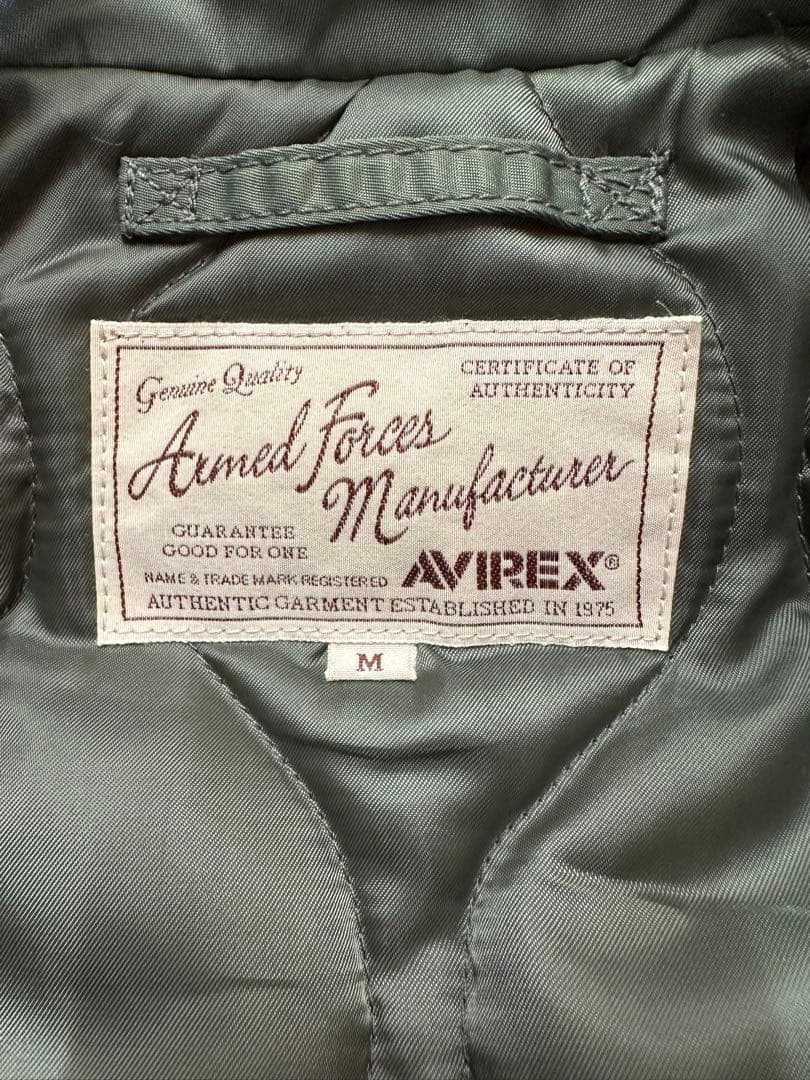 Genuine Quality
CERTIFICATE OF
AUTHENTICITY
Armed Forces
Manufacturer
GUARANTEE
GOOD FOR ONE
NAME & TRADE MARK REGISTERED
AVIREX®
AUTHENTIC GARMENT ESTABLISHED IN 1975
M